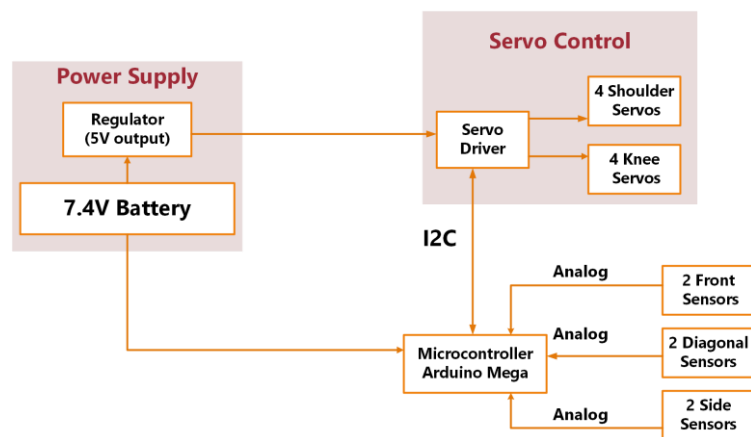 Servo Control
Power Supply
Regulator
(5V output)
7.4V Battery
Servo
Driver
4 Shoulder
Servos
4 Knee
Servos
I2C
Analog
2 Front
Sensors
Microcontroller
Arduino Mega
Analog
2 Diagonal
Sensors
Analog
2 Side
Sensors